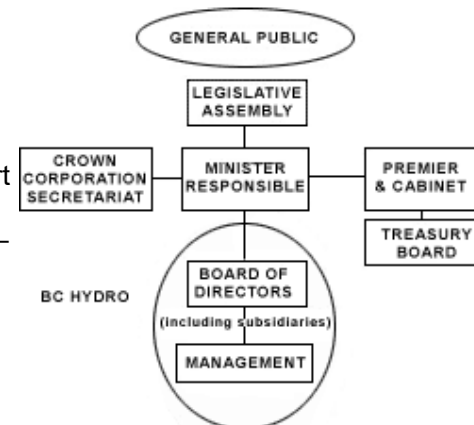 GENERAL PUBLIC
LEGISLATIVE
ASSEMBLY
rt
CROWN
CORPORATION
SECRETARIAT
MINISTER
RESPONSIBLE
PREMIER
& CABINET
TREASURY
BOARD
BC HYDRO
BOARD OF
DIRECTORS
(including subsidiaries)
MANAGEMENT